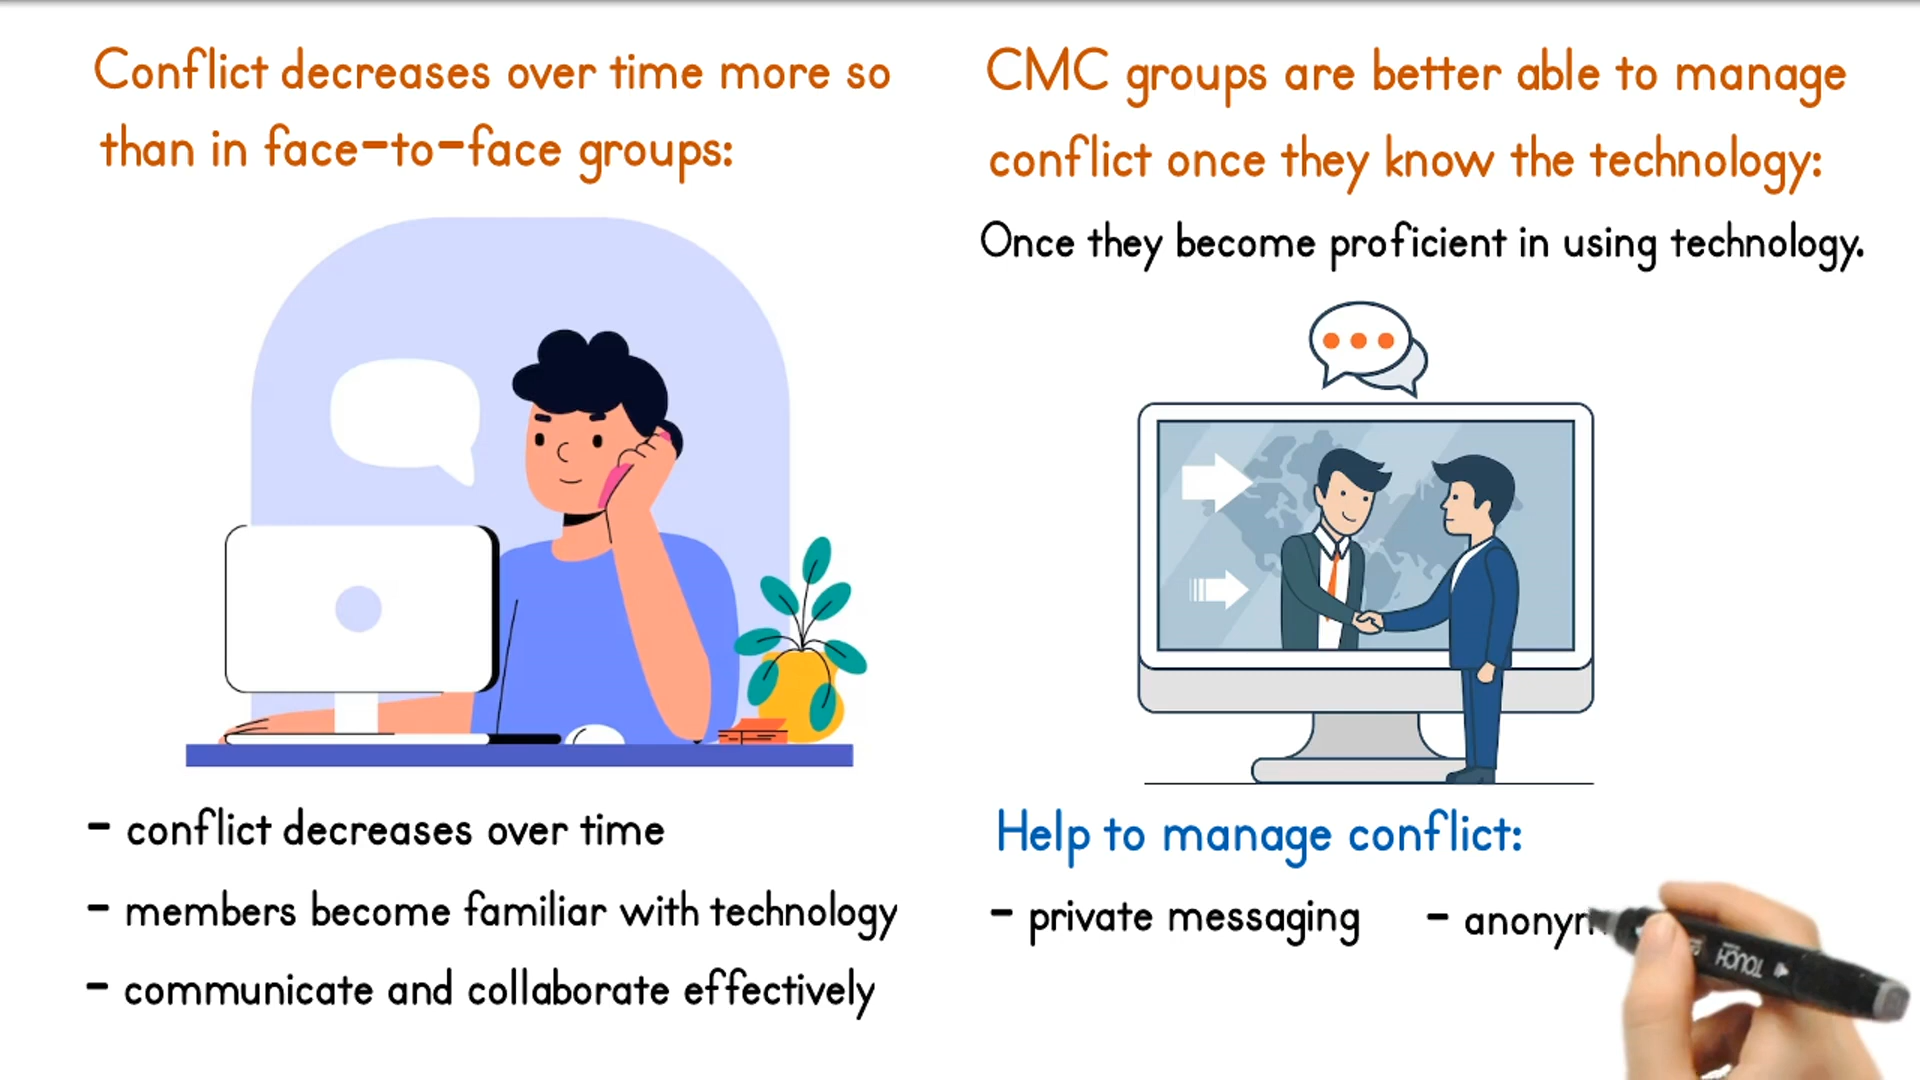 Conflict decreases over time more so
than in face-to-face groups:
- conflict decreases over time
- members become familiar with technology
- communicate and collaborate effectively
CMC groups are better able to manage
conflict once they know the technology:
Once they become proficient in using technology.
Help to manage conflict:
- private messaging - anony
TOUCH